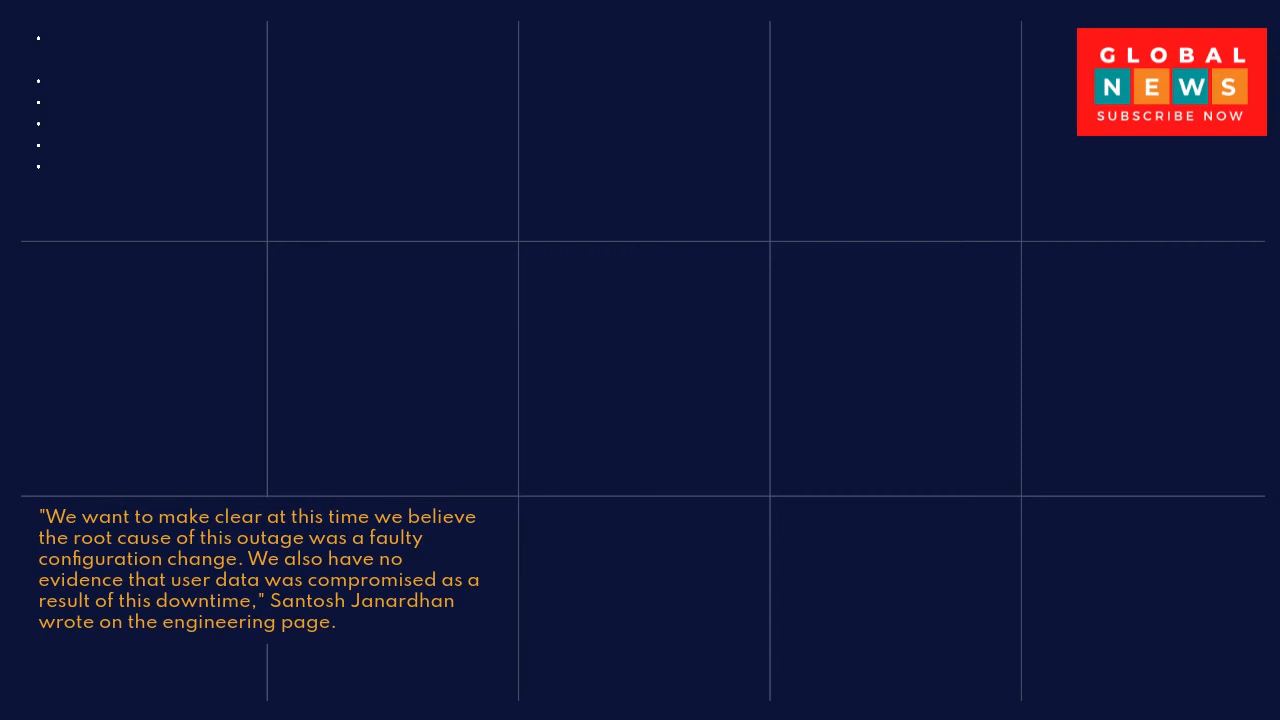 GLOBAL
NEWS
SUBSCRIBE NOW
"We want to make clear at this time we believe
the root cause of this outage was a faulty
configuration change. We also have no
evidence that user data was compromised as a
result of this downtime," Santosh Janardhan
wrote on the engineering page.